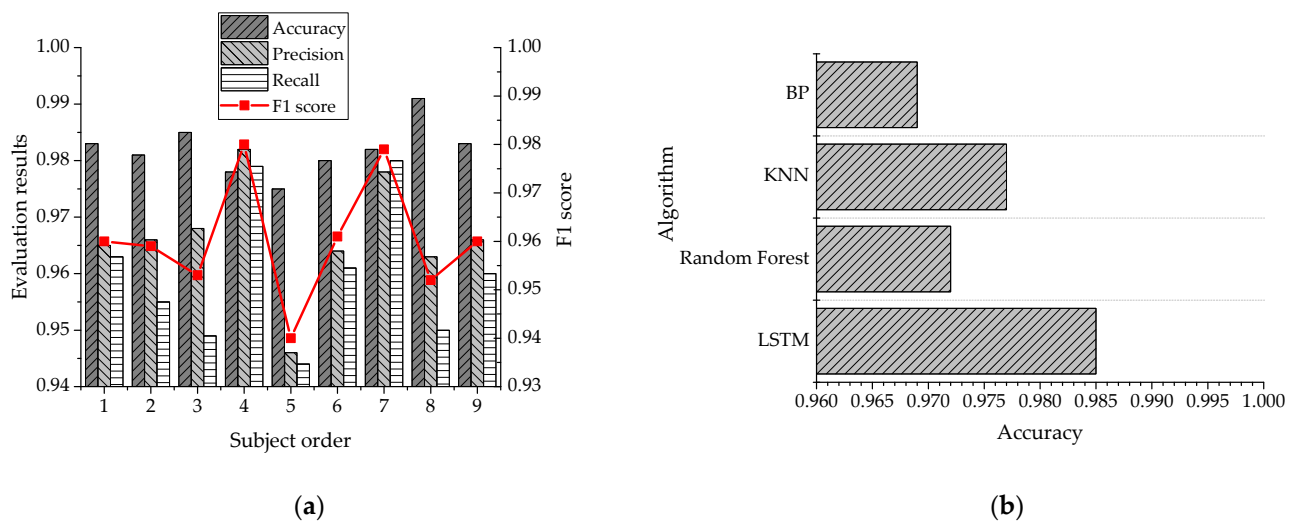 Accuracy
Precision
Recall
F1 score
1.00
0.99
0.98
0.97
0.96
0.95
0.94
Evaluation results
1.00
0.99
0.98
0.97
0.96
0.95
0.94
0.93
F1 score
1 2 3 4 5 6 7 8 9
Subject order
(a)
BP
KNN
Random Forest
LSTM
Algorithm
0.960 0.965 0.970 0.975 0.980 0.985 0.990 0.995 1.000
Accuracy
(b)